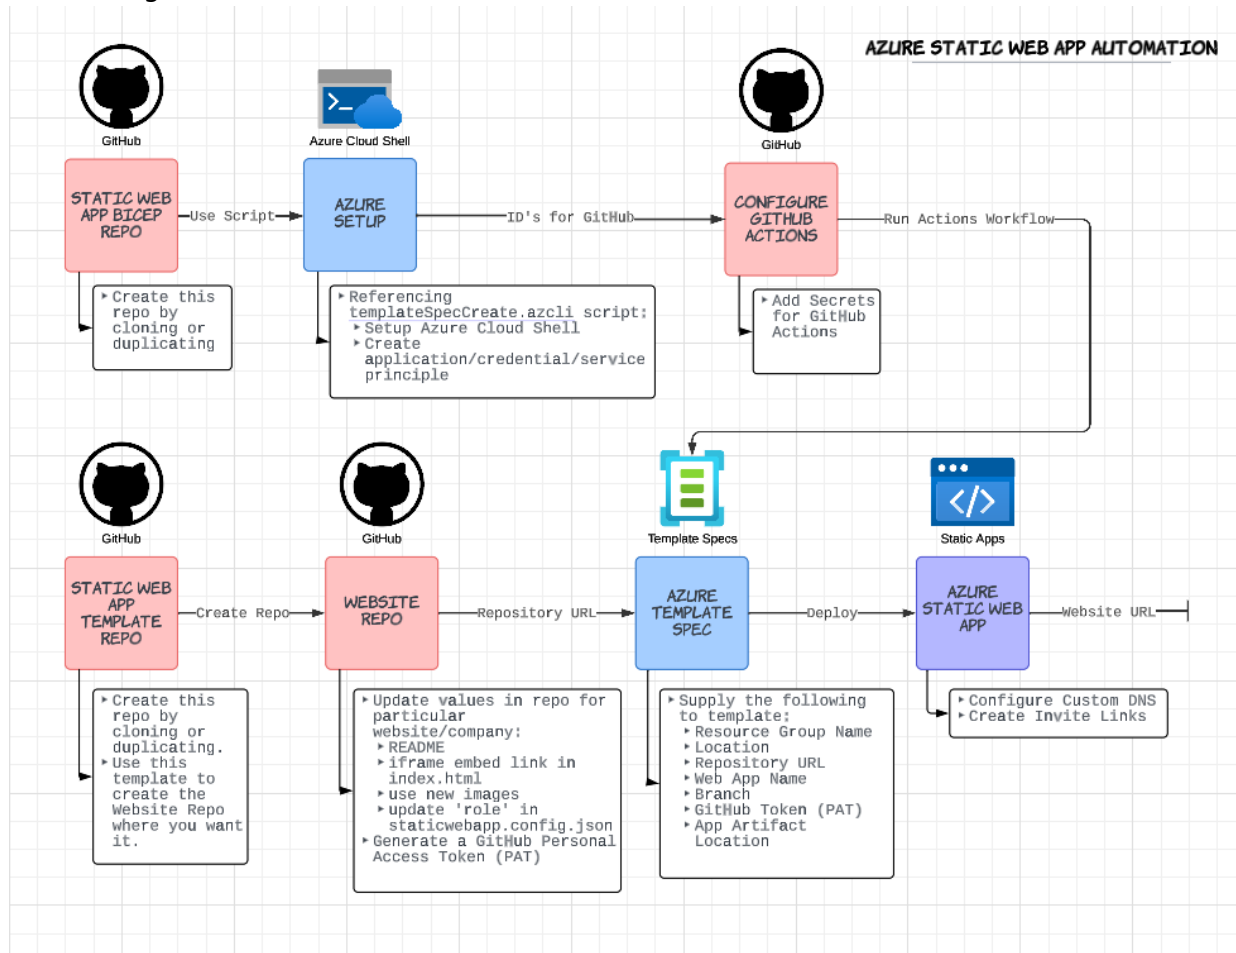 AZURE STATIC WEB APP AUTOMATION
GitHub
Azure Cloud Shell
GitHub
STATIC WEB
APP BICEP
REPO
Use Script
AZURE
SETUP
ID's for GitHub
CONFIGURE
GITHUB
ACTIONS
Run Actions Workflow
Create this
repo by
cloning or
duplicating
Referencing
templateSpecCreate.azcli script:
Setup Azure Cloud Shell
Create
application/credential/service
principle
Add Secrets
for GitHub
Actions
GitHub
GitHub
Template Specs
Static Apps
STATIC WEB
APP
TEMPLATE
REPO
Create Repo
WEBSITE
REPO
Repository URL
AZURE
TEMPLATE
SPEC
Deploy
AZURE
STATIC WEB
APP
Website URL
Create this
repo by
cloning or
duplicating.
Use this
template to
create the
Website Repo
where you want
it.
Update values in repo for
particular
website/company:
README
iframe embed link in
index.html
use new images
update 'role' in
staticwebapp.config.json
Generate a GitHub Personal
Access Token (PAT)
Supply the following
to template:
Resource Group Name
Location
Repository URL
Web App Name
Branch
GitHub Token (PAT)
App Artifact
Location
Configure Custom DNS
Create Invite Links